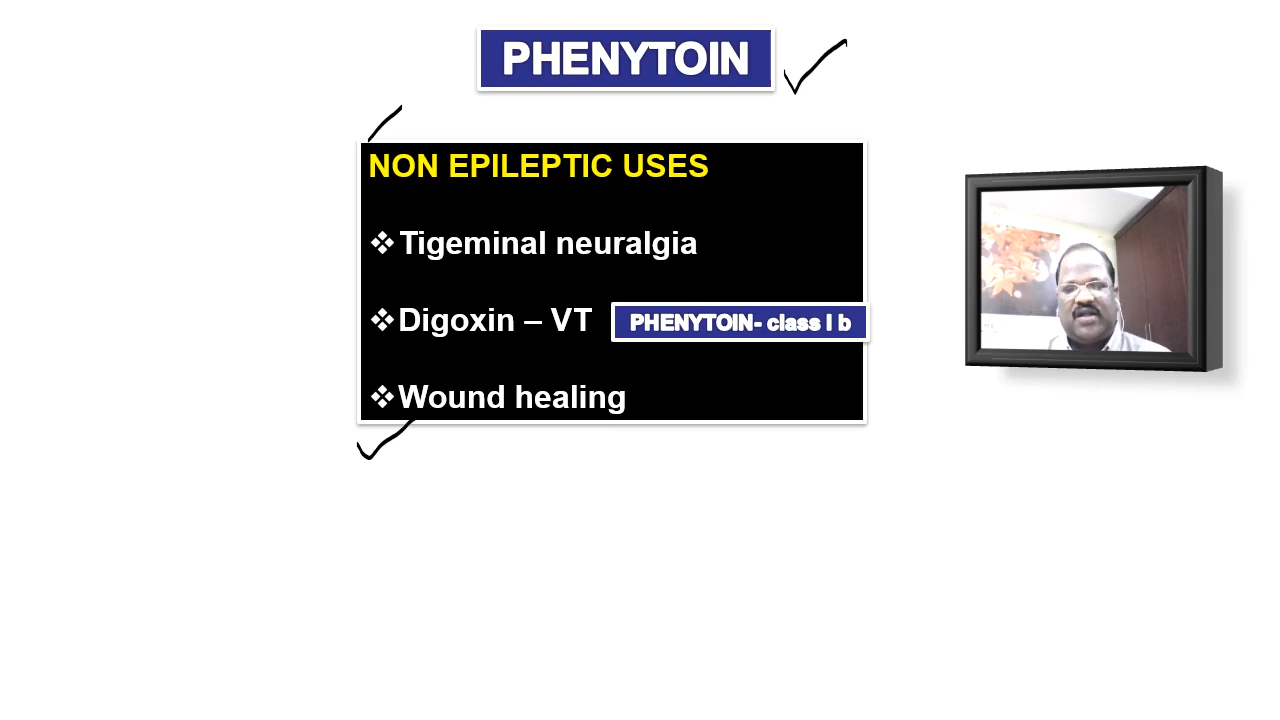 PHENYTOIN
NON EPILEPTIC USES
❖Tigeminal neuralgia
❖Digoxin – VT PHENYTOIN- class I b
❖Wound healing